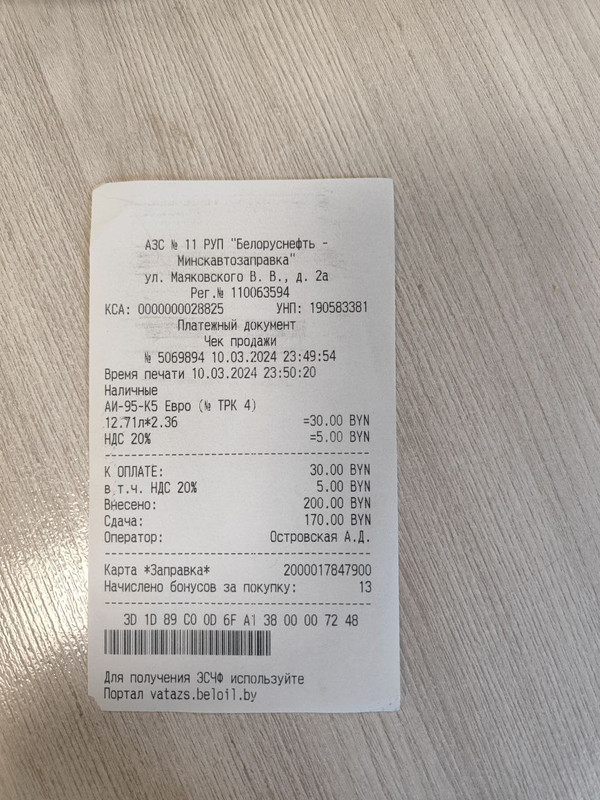 АЗС № 11 РУП "Белоруснефть -
Минскавтозаправка"
ул. Маяковского В. В., д. 2а
Рег.№ 110063594
КСА: 0000000028825 УНП: 190583381
Платежный документ
Чек продажи
№ 5069894 10.03.2024 23:49:54
Время печати 10.03.2024 23:50:20
Наличные
АИ-95-К5 Евро (№ ТРК 4)
12.71л*2.36 =30.00 BYN
НДС 20% =5.00 BYN
К ОПЛАТЕ: 30.00 BYN
в т.ч. НДС 20% 5.00 BYN
Внесено: 200.00 BYN
Сдача: 170.00 BYN
Оператор: Островская А.Д.
Карта *Заправка* 2000017847900
Начислено бонусов за покупку: 13
3D 1D 89 C0 0D 6F A1 38 00 00 72 48
Для получения ЭСЧФ используйте
Портал vatazs.beloil.by